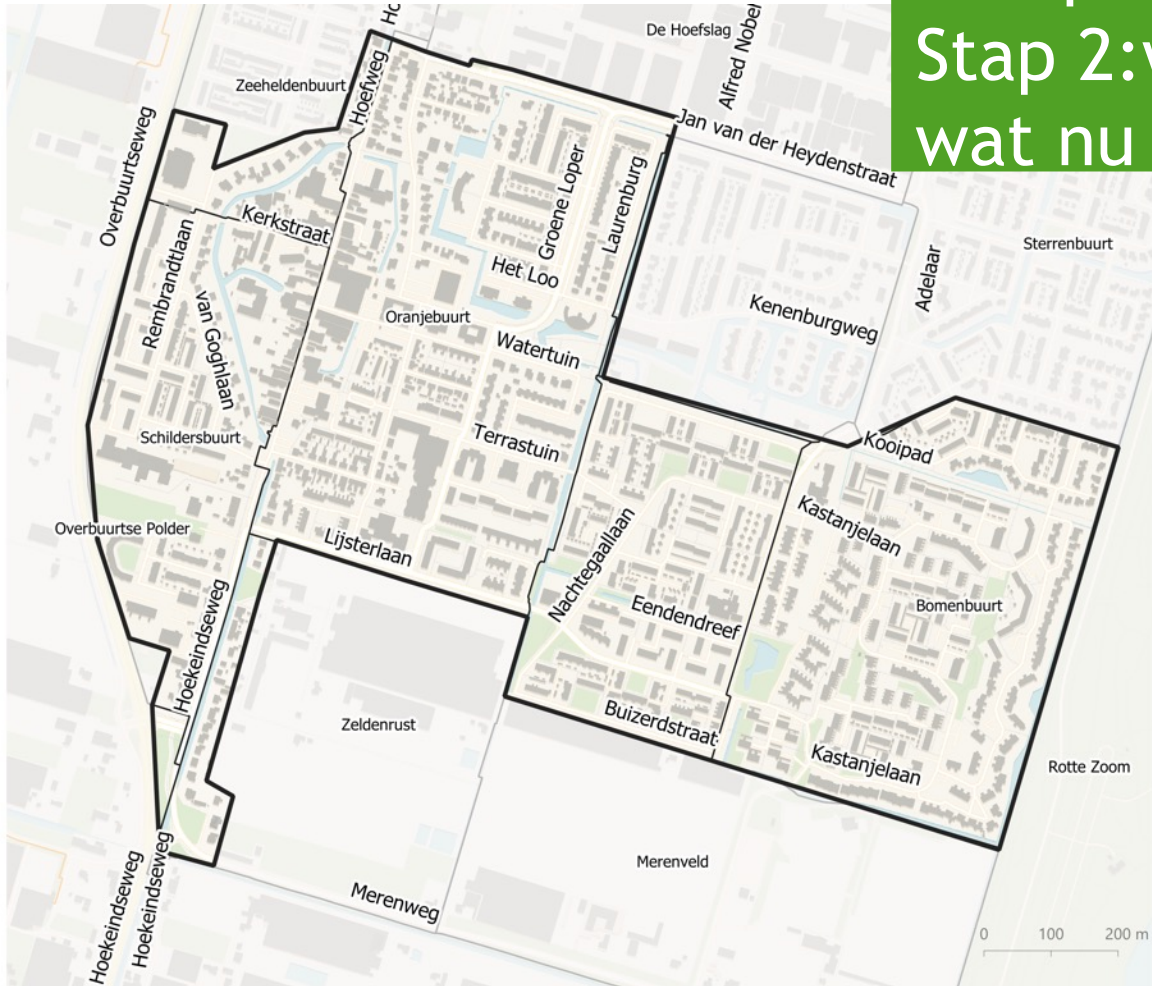 Stap 2:
wat nu
De Hoefslag
Zeeheldenbuurt
Hoefweg
Jan van der Heydenstraat
Overbuurtseweg
Groene Loper
Laurenburg
Kerkstraat
Rembrandtlaan
van Goghlaan
Het Loo
Sterrenbuurt
Adelaar
Kenenburgweg
Oranjebuurt
Watertuin
Schildersbuurt
Terrastuin
Kooipad
Kastanjelaan
Overbuurtse Polder
Lijsterlaan
Nachtegaallaan
Eendendreef
Bomenbuurt
Hoekeindseweg
Zeldenrust
Buizerdstraat
Kastanjelaan
Rotte Zoom
Merenveld
Hoekeindseweg
Hoekeindseweg
Merenweg
0 100 200 m